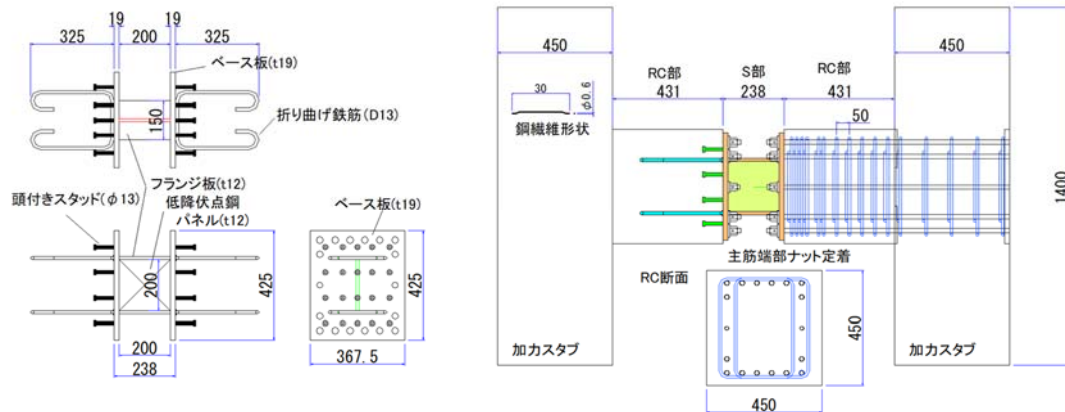 19
19
325
200
325
ベース板(t19)
150
折り曲げ鉄筋(D13)
フランジ板(t12)
頭付きスタッド(φ13)
低降伏点鋼
パネル(t12)
ベース板(t19)
200
425
425
200
238
367.5
450
450
RC部
S部
RC部
30
φ0.6
431
238
431
鋼繊維形状
50
1400
主筋端部ナット定着
RC断面
450
加力スタブ
加力スタブ
450